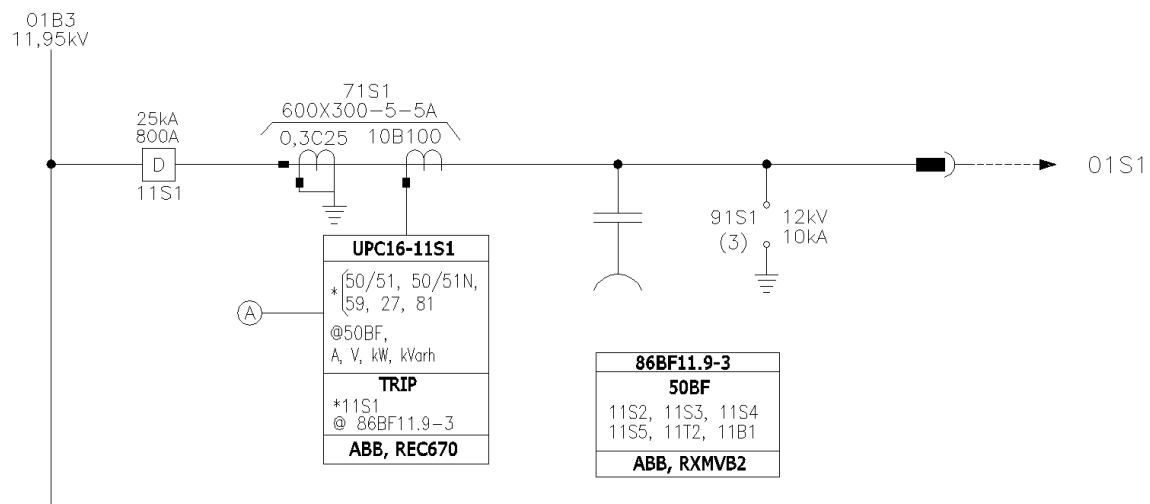 01B3
11,95kV
25kA
800A
D
11S1
71S1
600X300-5-5A
0,3C25 10B100
UPC16-11S1
* 50/51, 50/51N,
59, 27, 81
@50BF,
A, V, kW, kVarh
TRIP
*11S1
@ 86BF11.9-3
ABB, REC670
A
91S1
(3)
12kV
10kA
01S1
86BF11.9-3
50BF
11S2, 11S3, 11S4
11S5, 11T2, 11B1
ABB, RXMVB2